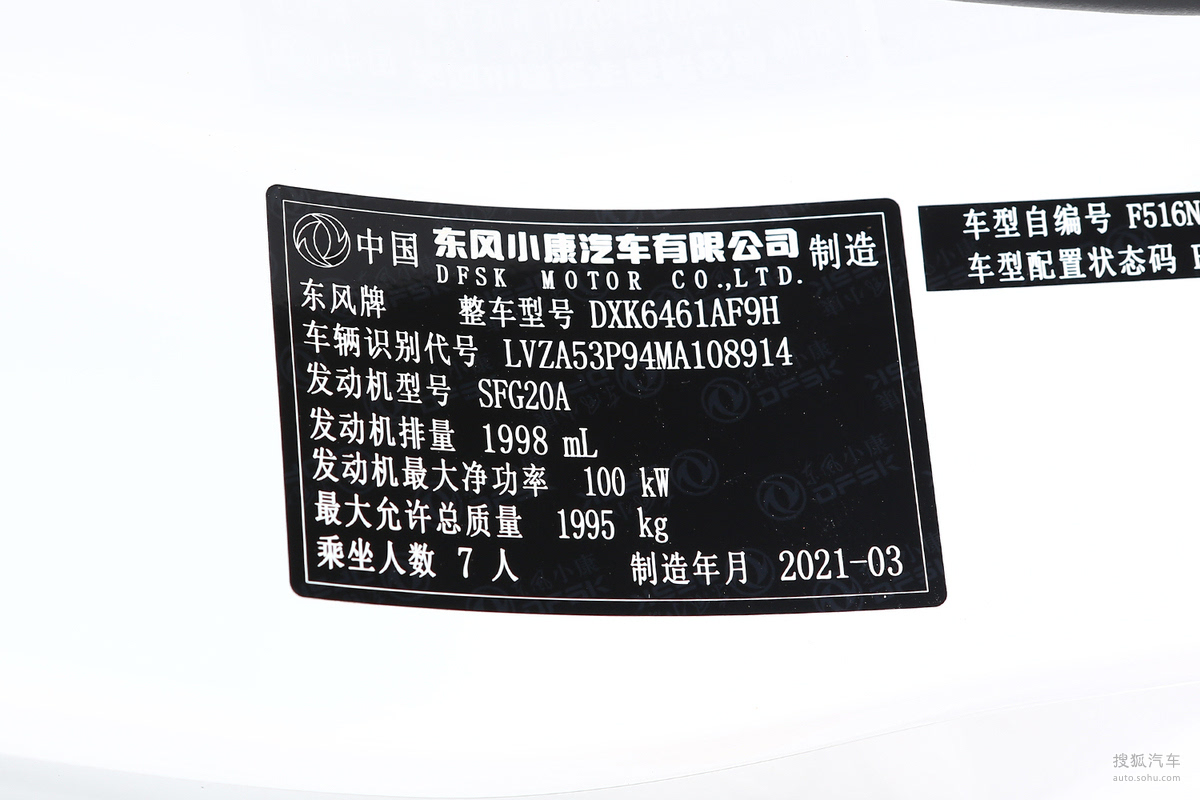 中国 东风小康汽车有限公司 制造
DFSK MOTOR CO.,LTD.
东风牌 整车型号 DXK6461AF9H
车辆识别代号 LVZA53P94MA108914
发动机型号 SFG20A
发动机排量 1998 mL
发动机最大净功率 100 kW
最大允许总质量 1995 kg
乘坐人数 7 人 制造年月 2021-03
车型自编号 F516N
车型配置状态码
搜狐汽车
auto.sohu.com